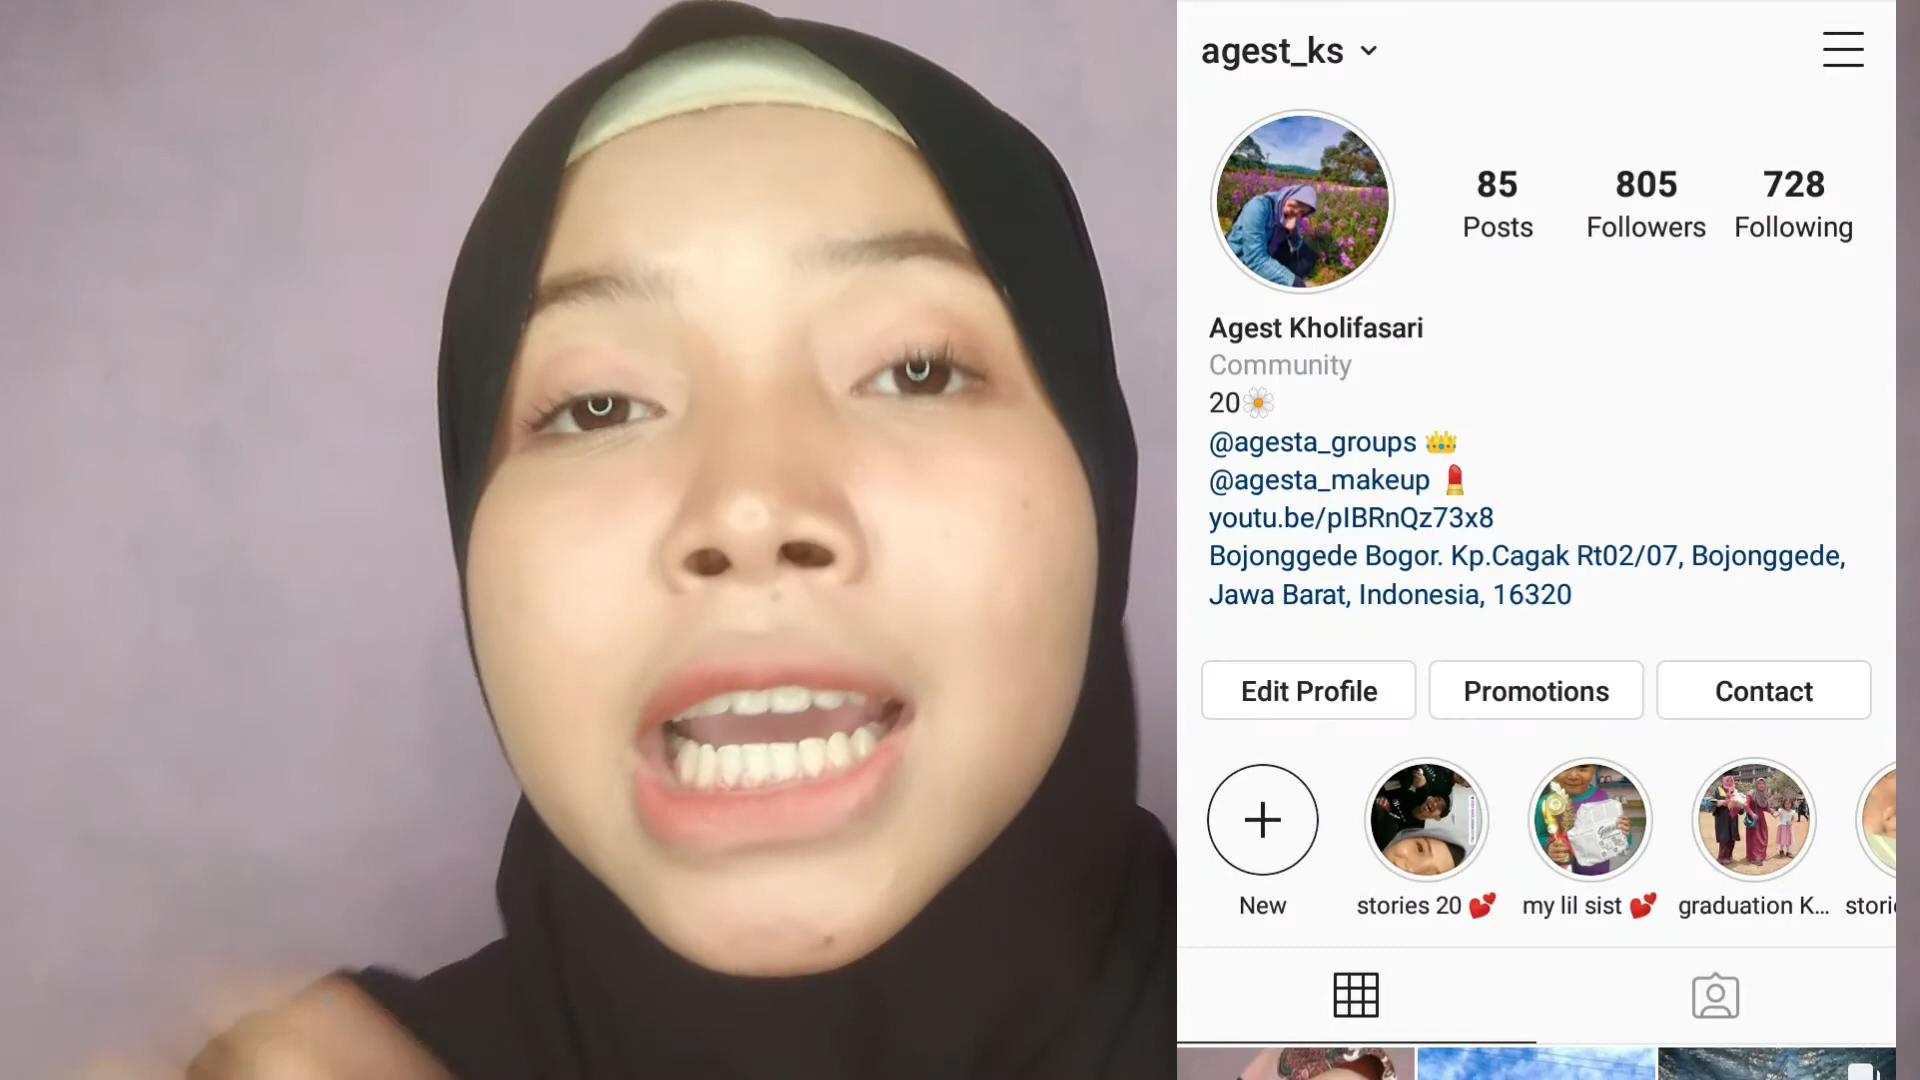 agest_ks
85
805
728
Posts
Followers
Following
Agest Kholifasari
Community
20🌼
@agesta_groups 👑
@agesta_makeup 💄
youtu.be/pIBRnQz73x8
Bojonggede Bogor. Kp.Cagak Rt02/07, Bojonggede,
Jawa Barat, Indonesia, 16320
Edit Profile
Promotions
Contact
New
stories 20 💕
my lil sist 💕
graduation K...
stori